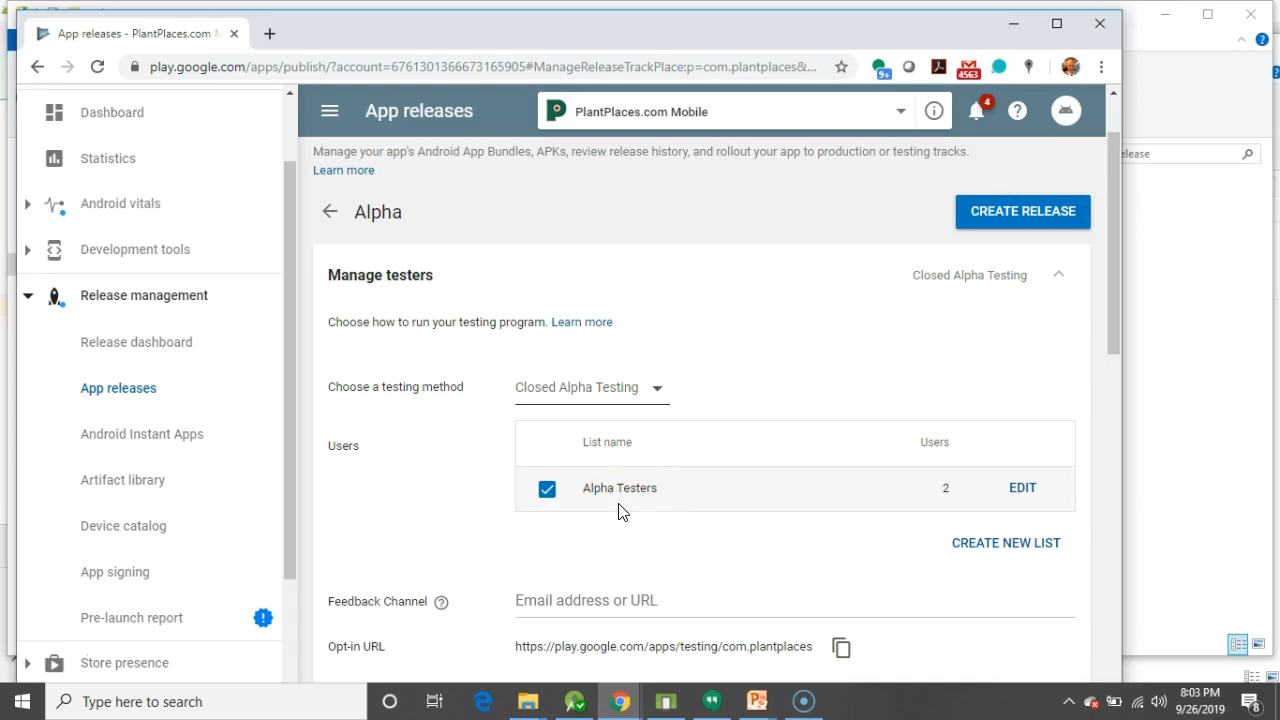 App releases - PlantPlaces.com M
play.google.com/apps/publish/?account=6761301366673165905#ManageReleaseTrackPlace:p=com.plantplaces&...
9+
4563
Dashboard
Statistics
Android vitals
Development tools
Release management
Release dashboard
App releases
Android Instant Apps
Artifact library
Device catalog
App signing
Pre-launch report
Store presence
App releases
PlantPlaces.com Mobile
4
Manage your app's Android App Bundles, APKs, review release history, and rollout your app to production or testing tracks.
Learn more
Alpha
CREATE RELEASE
Manage testers
Closed Alpha Testing
Choose how to run your testing program. Learn more
Choose a testing method
Closed Alpha Testing
Users
List name
Users
Alpha Testers
2
EDIT
CREATE NEW LIST
Feedback Channel
Email address or URL
Opt-in URL
https://play.google.com/apps/testing/com.plantplaces
elease
Type here to search
8:03 PM
9/26/2019
8